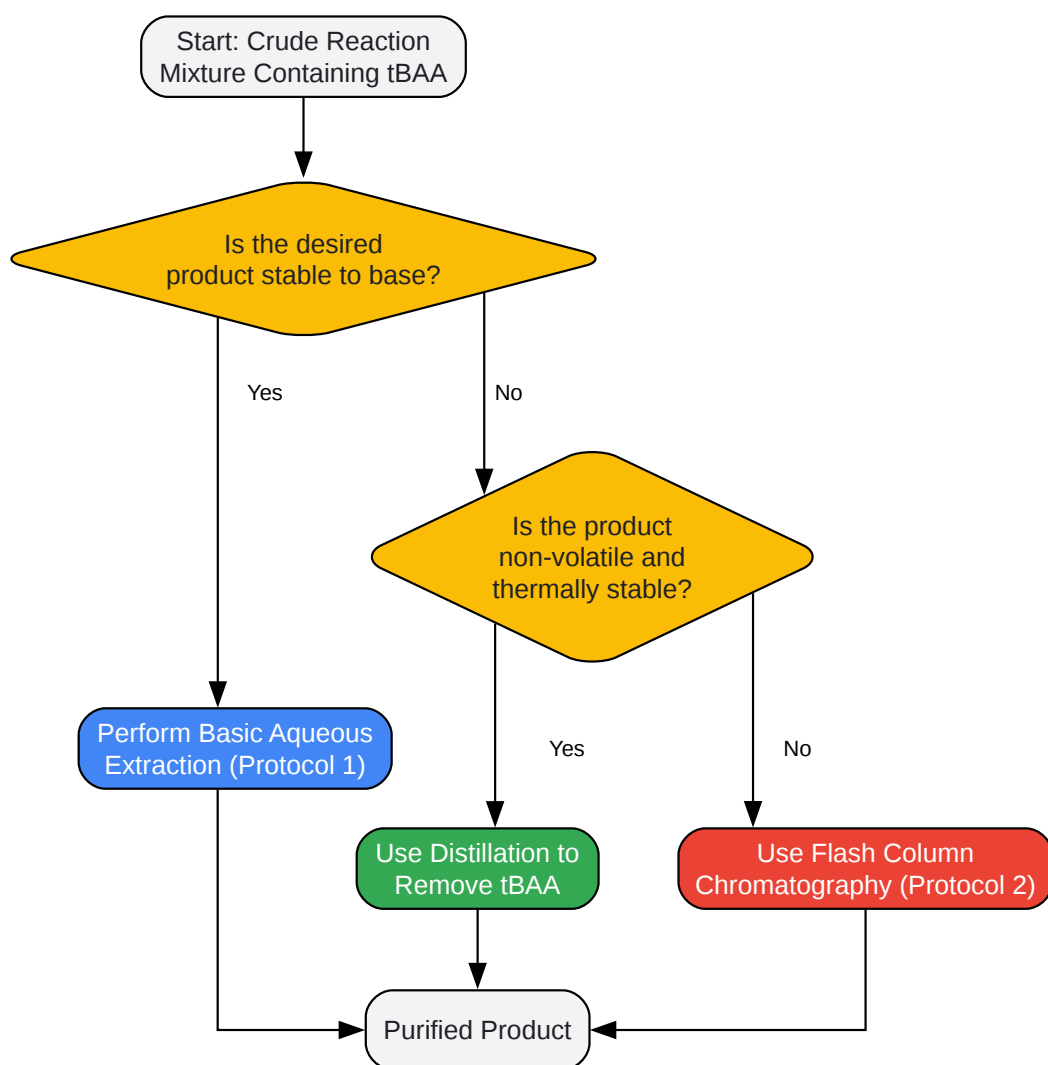 Start: Crude Reaction
Mixture Containing tBAA
Is the desired
product stable to base?
Yes
No
Is the product
non-volatile and
thermally stable?
Perform Basic Aqueous
Extraction (Protocol 1)
Yes
No
Use Distillation to
Remove tBAA
Use Flash Column
Chromatography (Protocol 2)
Purified Product